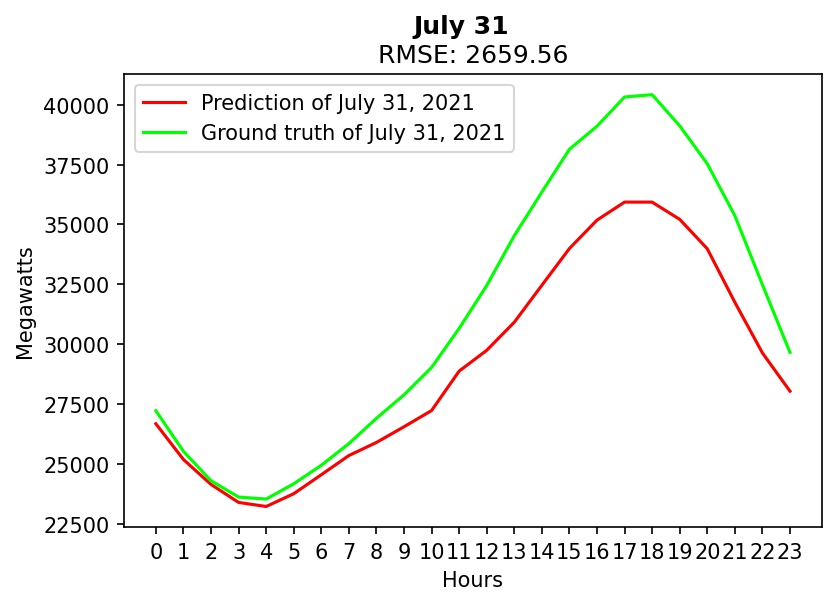 July 31
RMSE: 2659.56
Prediction of July 31, 2021
Ground truth of July 31, 2021
40000
37500
35000
32500
30000
27500
25000
22500
Megawatts
0 1 2 3 4 5 6 7 8 9 10 11 12 13 14 15 16 17 18 19 20 21 22 23
Hours